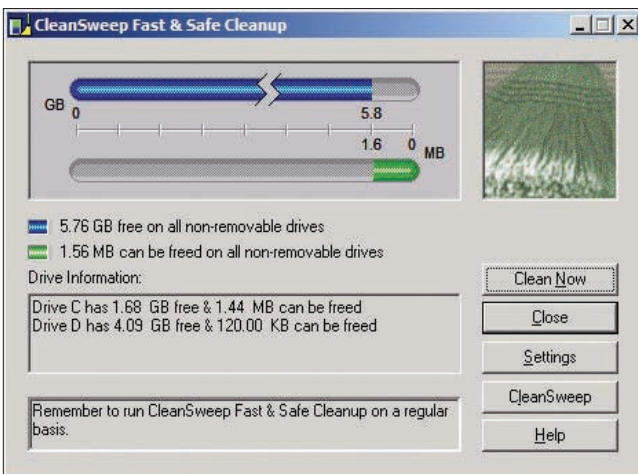 CleanSweep Fast & Safe Cleanup
GB 0 5.8
1.6 0 MB
5.76 GB free on all non-removable drives
1.56 MB can be freed on all non-removable drives
Drive Information:
Drive C has 1.68 GB free & 1.44 MB can be freed
Drive D has 4.09 GB free & 120.00 KB can be freed
Remember to run CleanSweep Fast & Safe Cleanup on a regular
basis.
Clean Now
Close
Settings
CleanSweep
Help